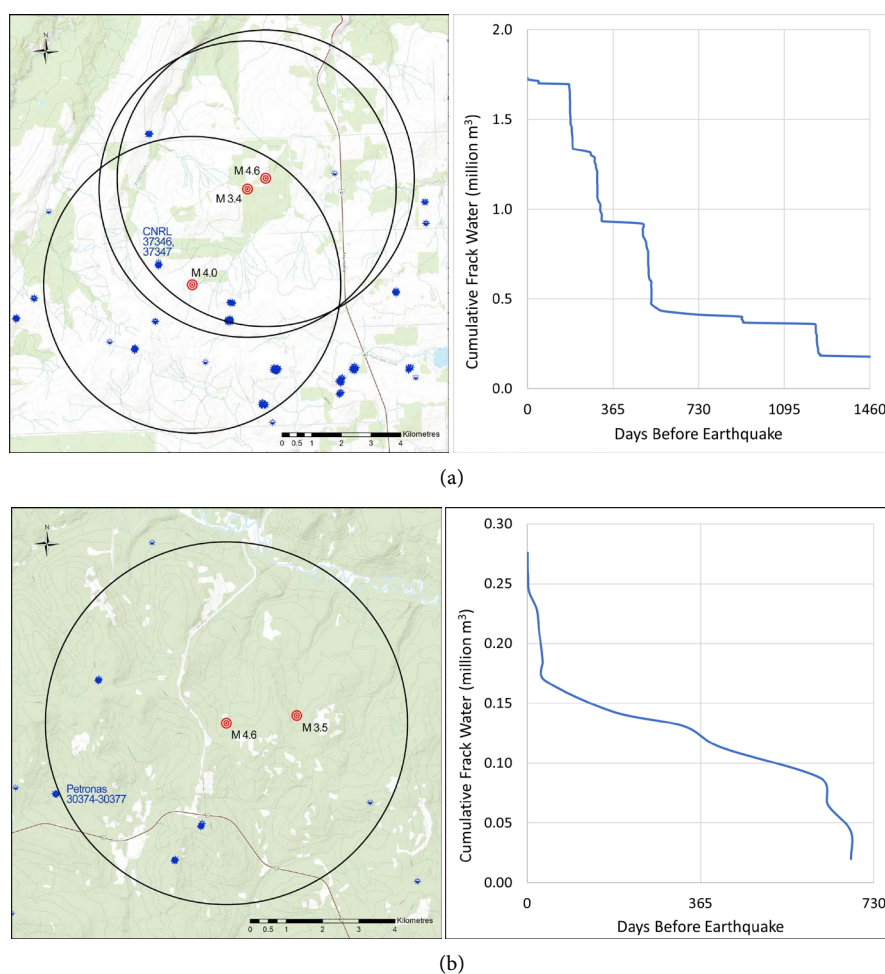 N
M 4.6
M 3.4
CNRL
37346,
37347
M 4.0
0 0.5 1 2 3 4 Kilometres
2.0
1.5
1.0
0.5
0.0
Cumulative Frack Water (million m³)
0 365 730 1095 1460
Days Before Earthquake
(a)
N
M 4.6
M 3.5
Petronas
30374-30377
0 0.5 1 2 3 4 Kilometres
0.30
0.25
0.20
0.15
0.10
0.05
0.00
Cumulative Frack Water (million m³)
0 365 730
Days Before Earthquake
(b)